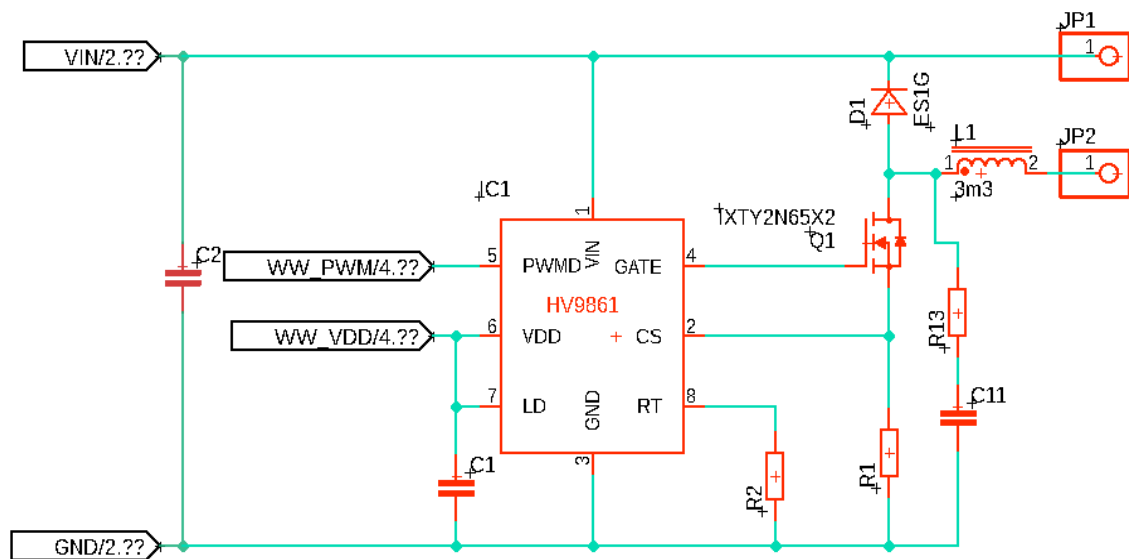 JP1
VIN/2.??
1
D1
ES1G
L1
JP2
1
2
1
3m3
IC1
IXTY2N65X2
Q1
C2
1
WW_PWM/4.??
5
PWMD
VIN
GATE
4
HV9861
R13
WW_VDD/4.??
6
VDD
CS
2
7
LD
GND
RT
8
C11
C1
3
R2
R1
GND/2.??